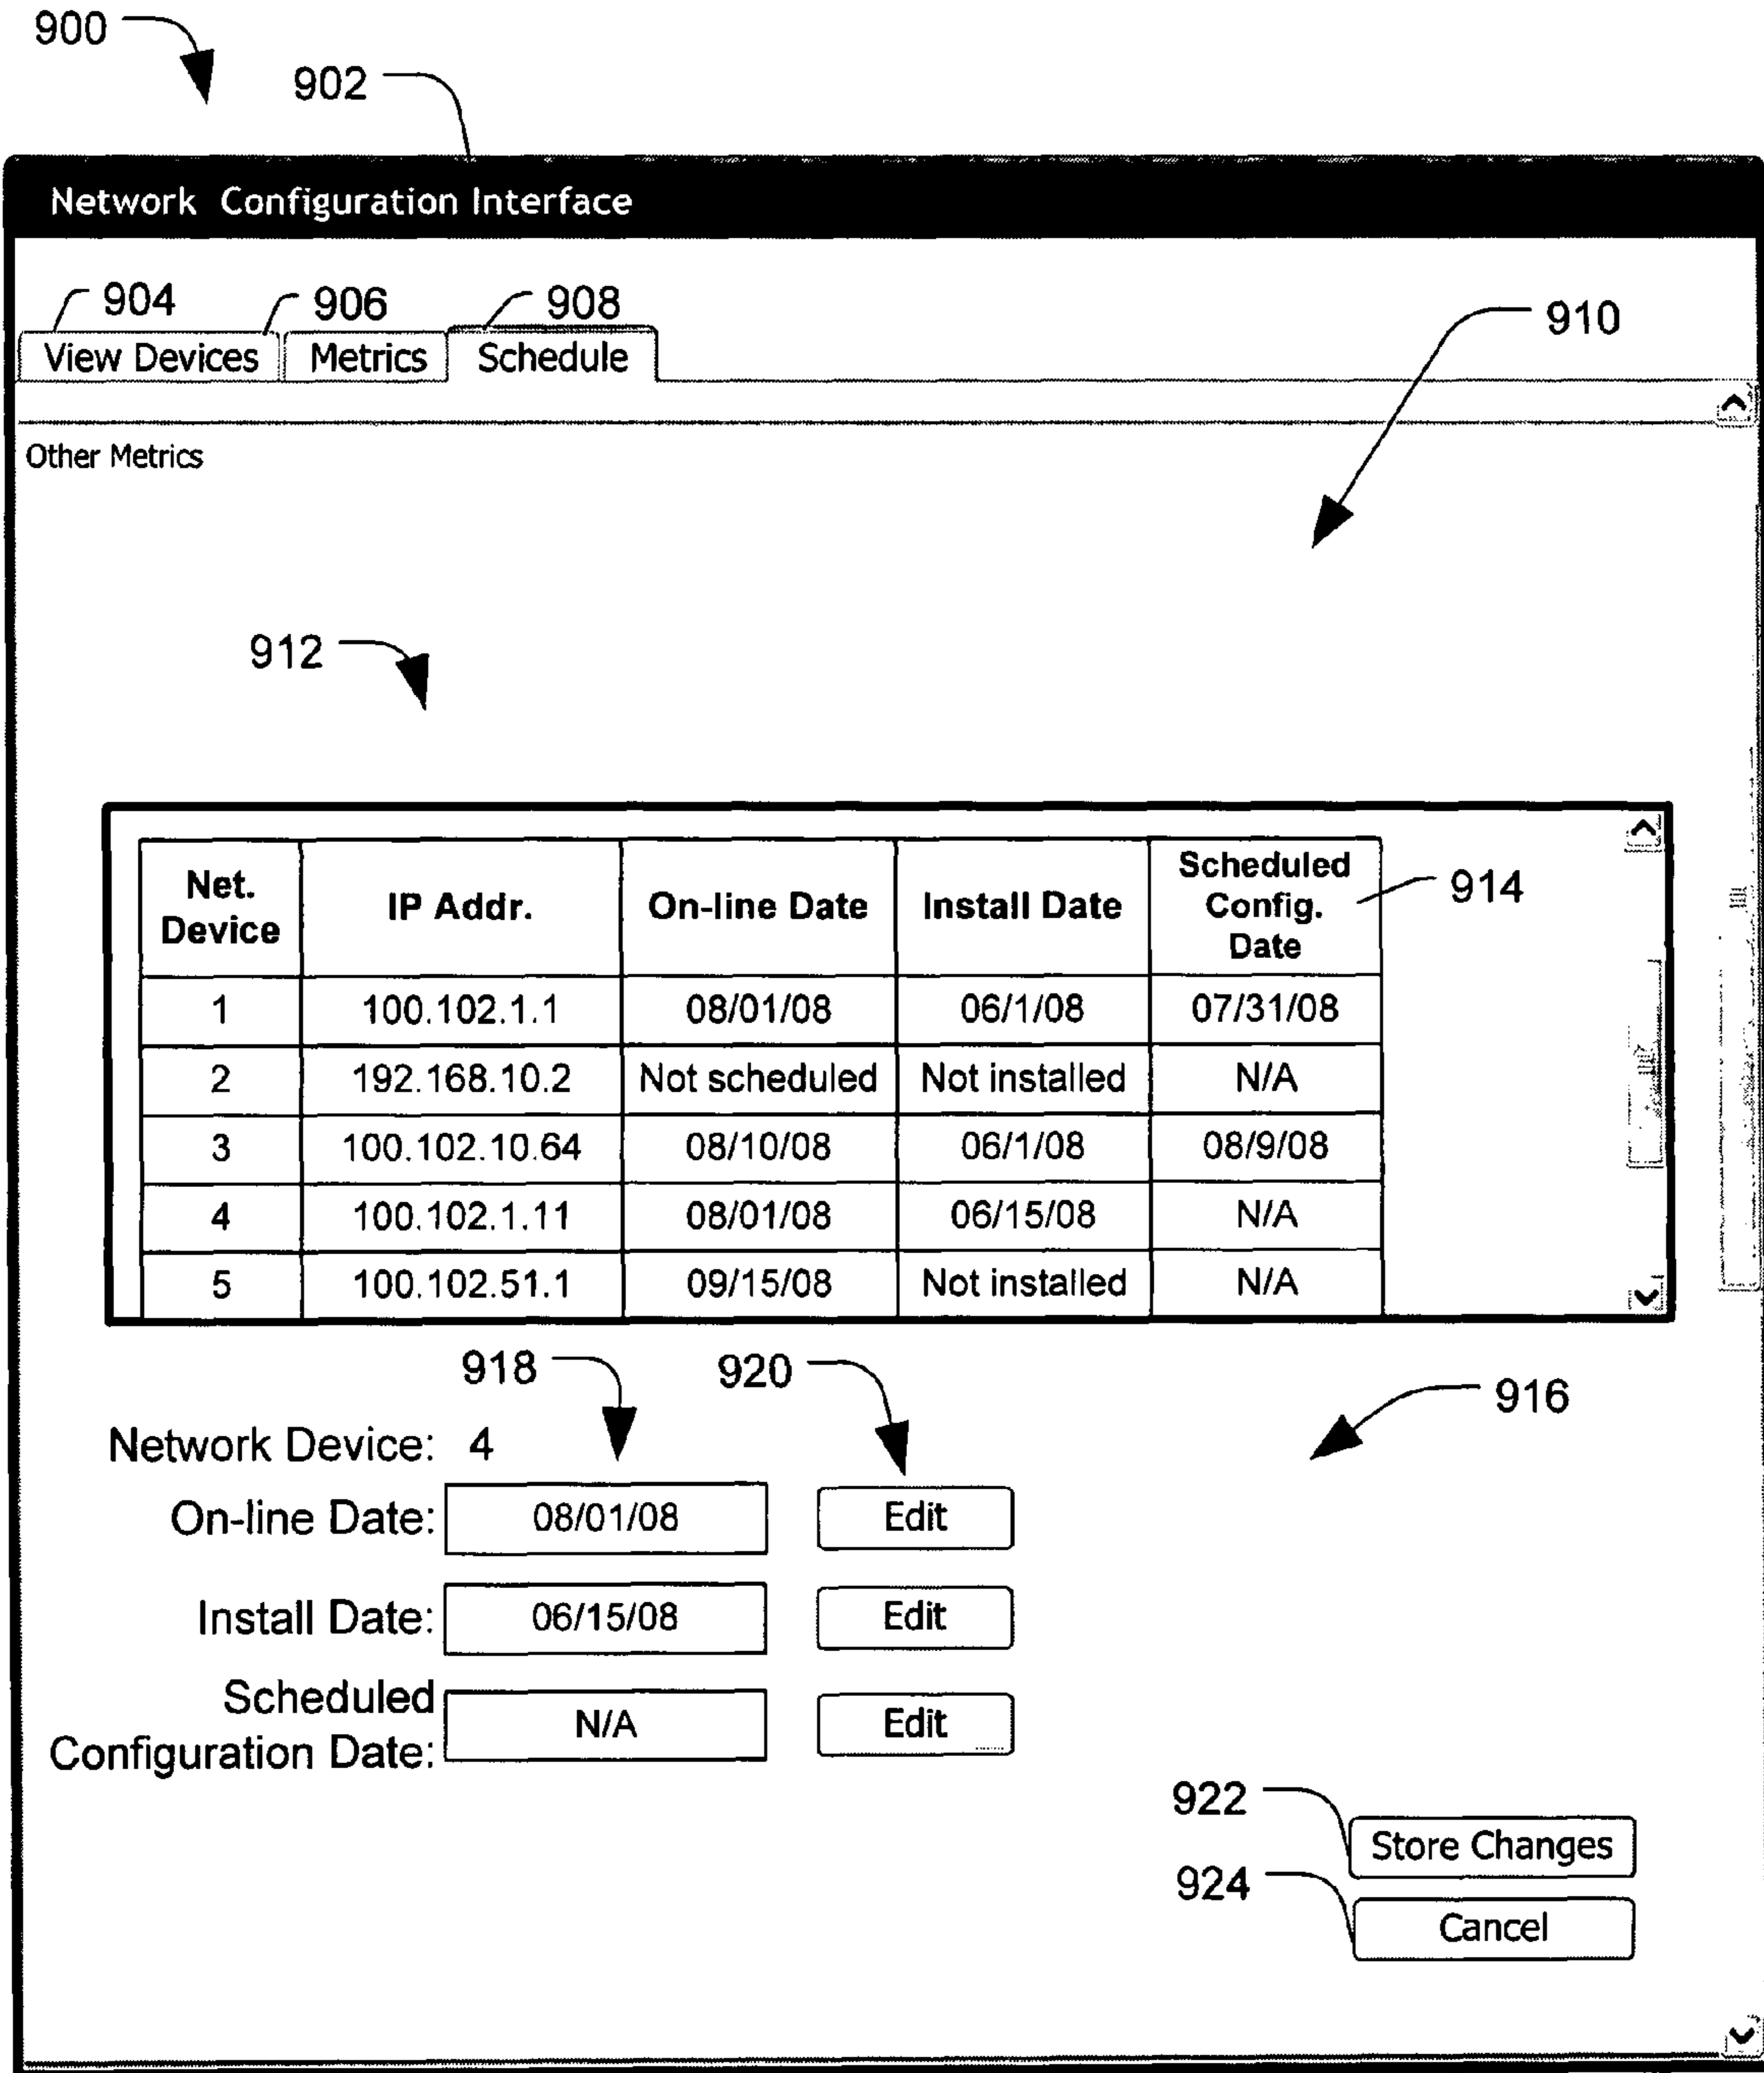 900
902
Network Configuration Interface
904 906 908
910
View Devices Metrics Schedule
Other Metrics
912
Net. Device IP Addr. On-line Date Install Date Scheduled Config. Date
914
1 100.102.1.1 08/01/08 06/1/08 07/31/08
2 192.168.10.2 Not scheduled Not installed N/A
3 100.102.10.64 08/10/08 06/1/08 08/9/08
4 100.102.1.11 08/01/08 06/15/08 N/A
5 100.102.51.1 09/15/08 Not installed N/A
918 920
916
Network Device: 4
On-line Date: 08/01/08 Edit
Install Date: 06/15/08 Edit
Scheduled
Configuration Date: N/A Edit
922
Store Changes
924
Cancel